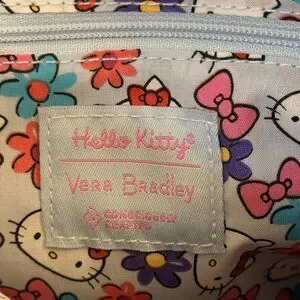 Hello Kitty®
Vera Bradley
CONSCIOUSLY
CRAFTED